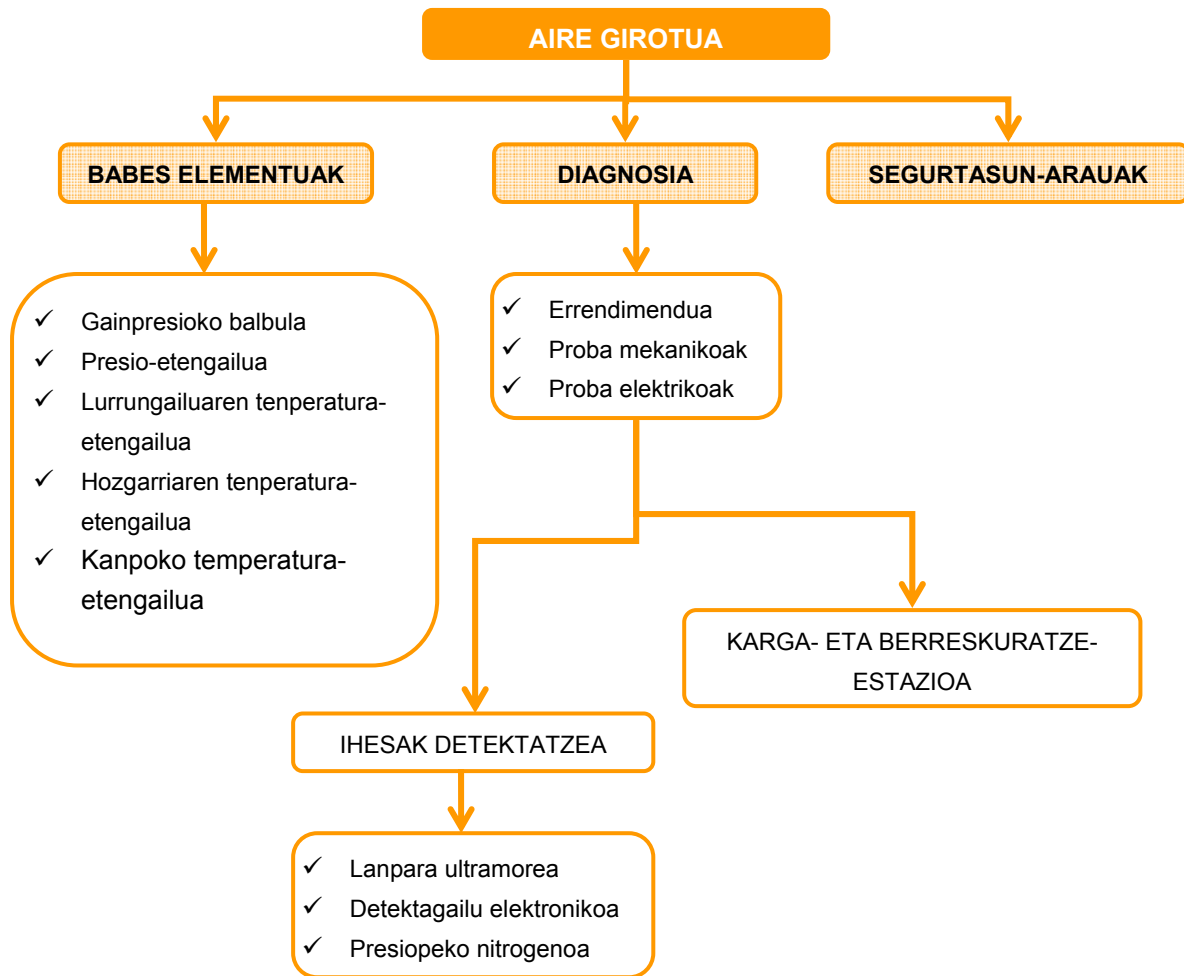 AIRE GIROTUA
BABES ELEMENTUAK
DIAGNOSIA
SEGURTASUN-ARAUAK
✓ Gainpresioko balbula
✓ Presio-etengailua
✓ Lurrungailuaren tenperatura-
etengailua
✓ Hozgarriaren tenperatura-
etengailua
✓ Kanpoko temperatura-
etengailua
✓ Errendimendua
✓ Proba mekanikoak
✓ Proba elektrikoak
KARGA- ETA BERRESKURATZE-
ESTAZIOA
IHESAK DETEKTATZEA
✓ Lanpara ultramorea
✓ Detektagailu elektronikoa
✓ Presiopeko nitrogenoa